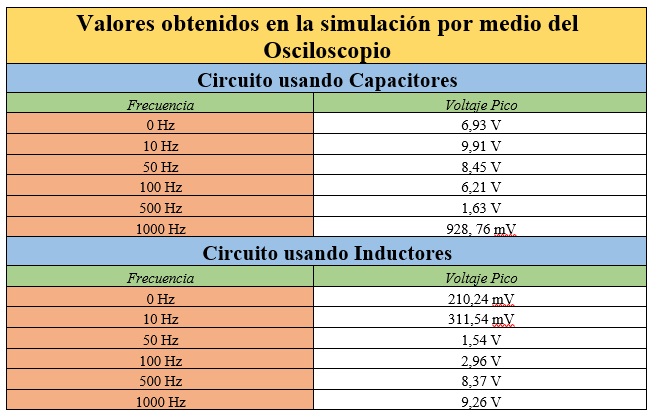 Valores obtenidos en la simulación por medio del
Osciloscopio
Circuito usando Capacitores
Frecuencia Voltaje Pico
0 Hz 6,93 V
10 Hz 9,91 V
50 Hz 8,45 V
100 Hz 6,21 V
500 Hz 1,63 V
1000 Hz 928, 76 mV
Circuito usando Inductores
Frecuencia Voltaje Pico
0 Hz 210,24 mV
10 Hz 311,54 mV
50 Hz 1,54 V
100 Hz 2,96 V
500 Hz 8,37 V
1000 Hz 9,26 V